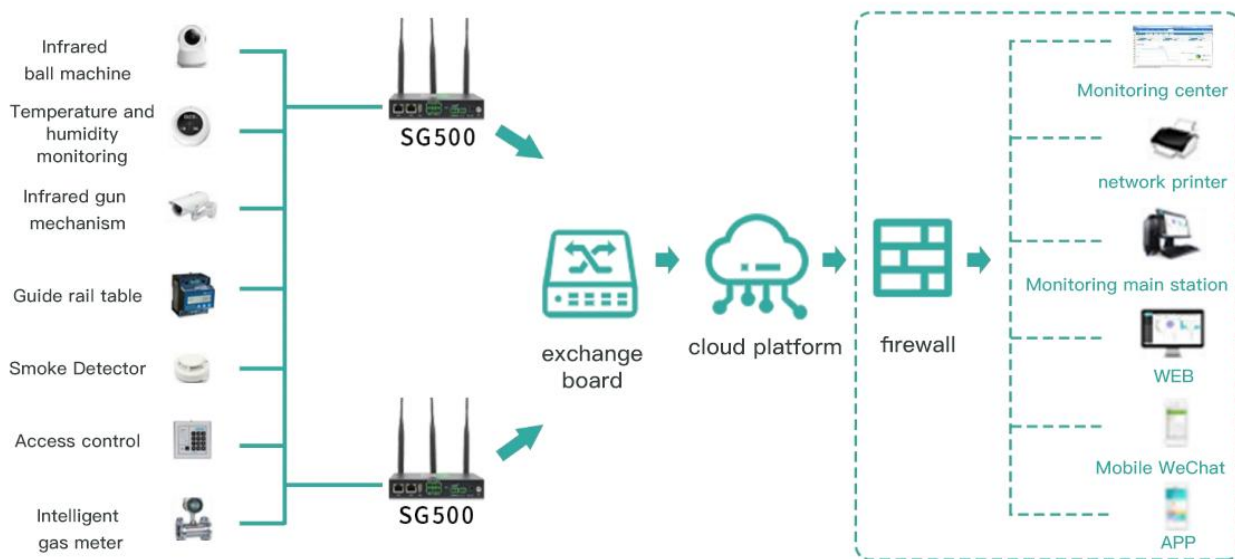 Infrared
ball machine
Temperature and
humidity
monitoring
Infrared gun
mechanism
Guide rail table
Smoke Detector
Access control
Intelligent
gas meter
SG500
SG500
exchange
board
cloud platform
firewall
Monitoring center
network printer
Monitoring main station
WEB
Mobile WeChat
APP